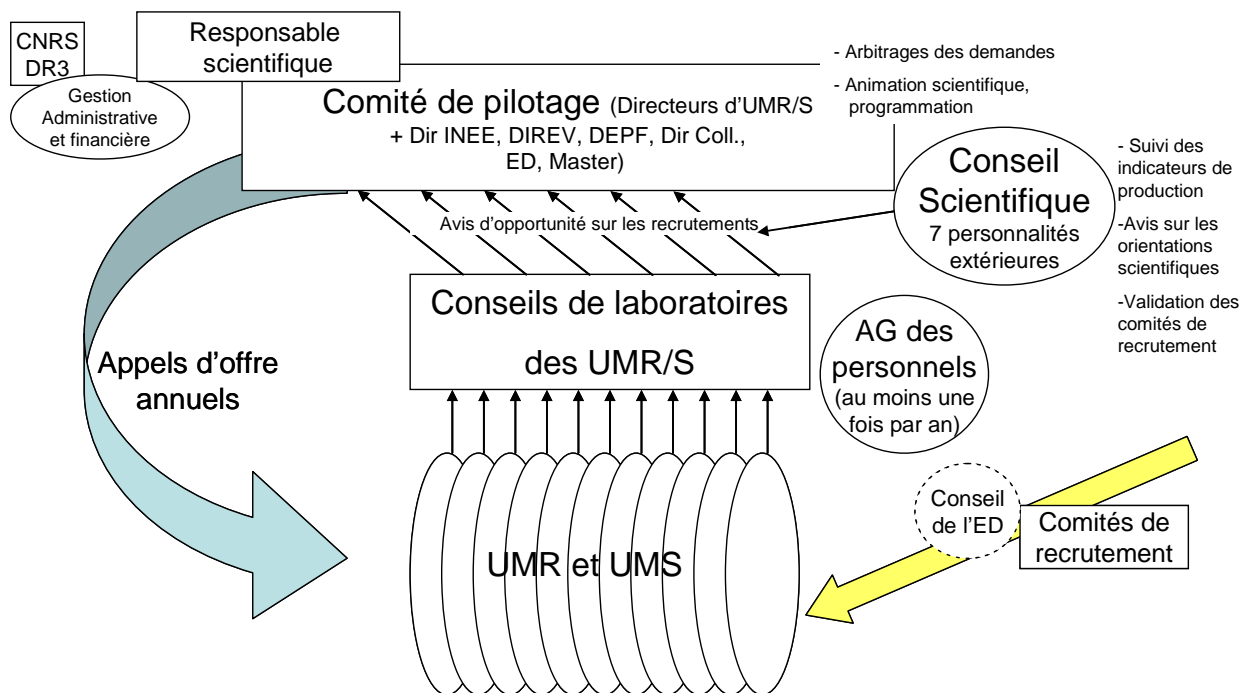 CNRS
DR3
Gestion
Administrative
et financière
Responsable
scientifique
Comité de pilotage (Directeurs d'UMR/S
+ Dir INEE, DIREV, DEPF, Dir Coll.,
ED, Master)
- Arbitrages des demandes
- Animation scientifique,
programmation
Conseil
Scientifique
7 personnalités
extérieures
- Suivi des
indicateurs de
production
-Avis sur les
orientations
scientifiques
-Validation des
comités de
recrutement
Avis d'opportunité sur les recrutements
Conseils de laboratoires
des UMR/S
AG des
personnels
(au moins une
fois par an)
Appels d'offre
annuels
Conseil
de l'ED
Comités de
recrutement
UMR et UMS